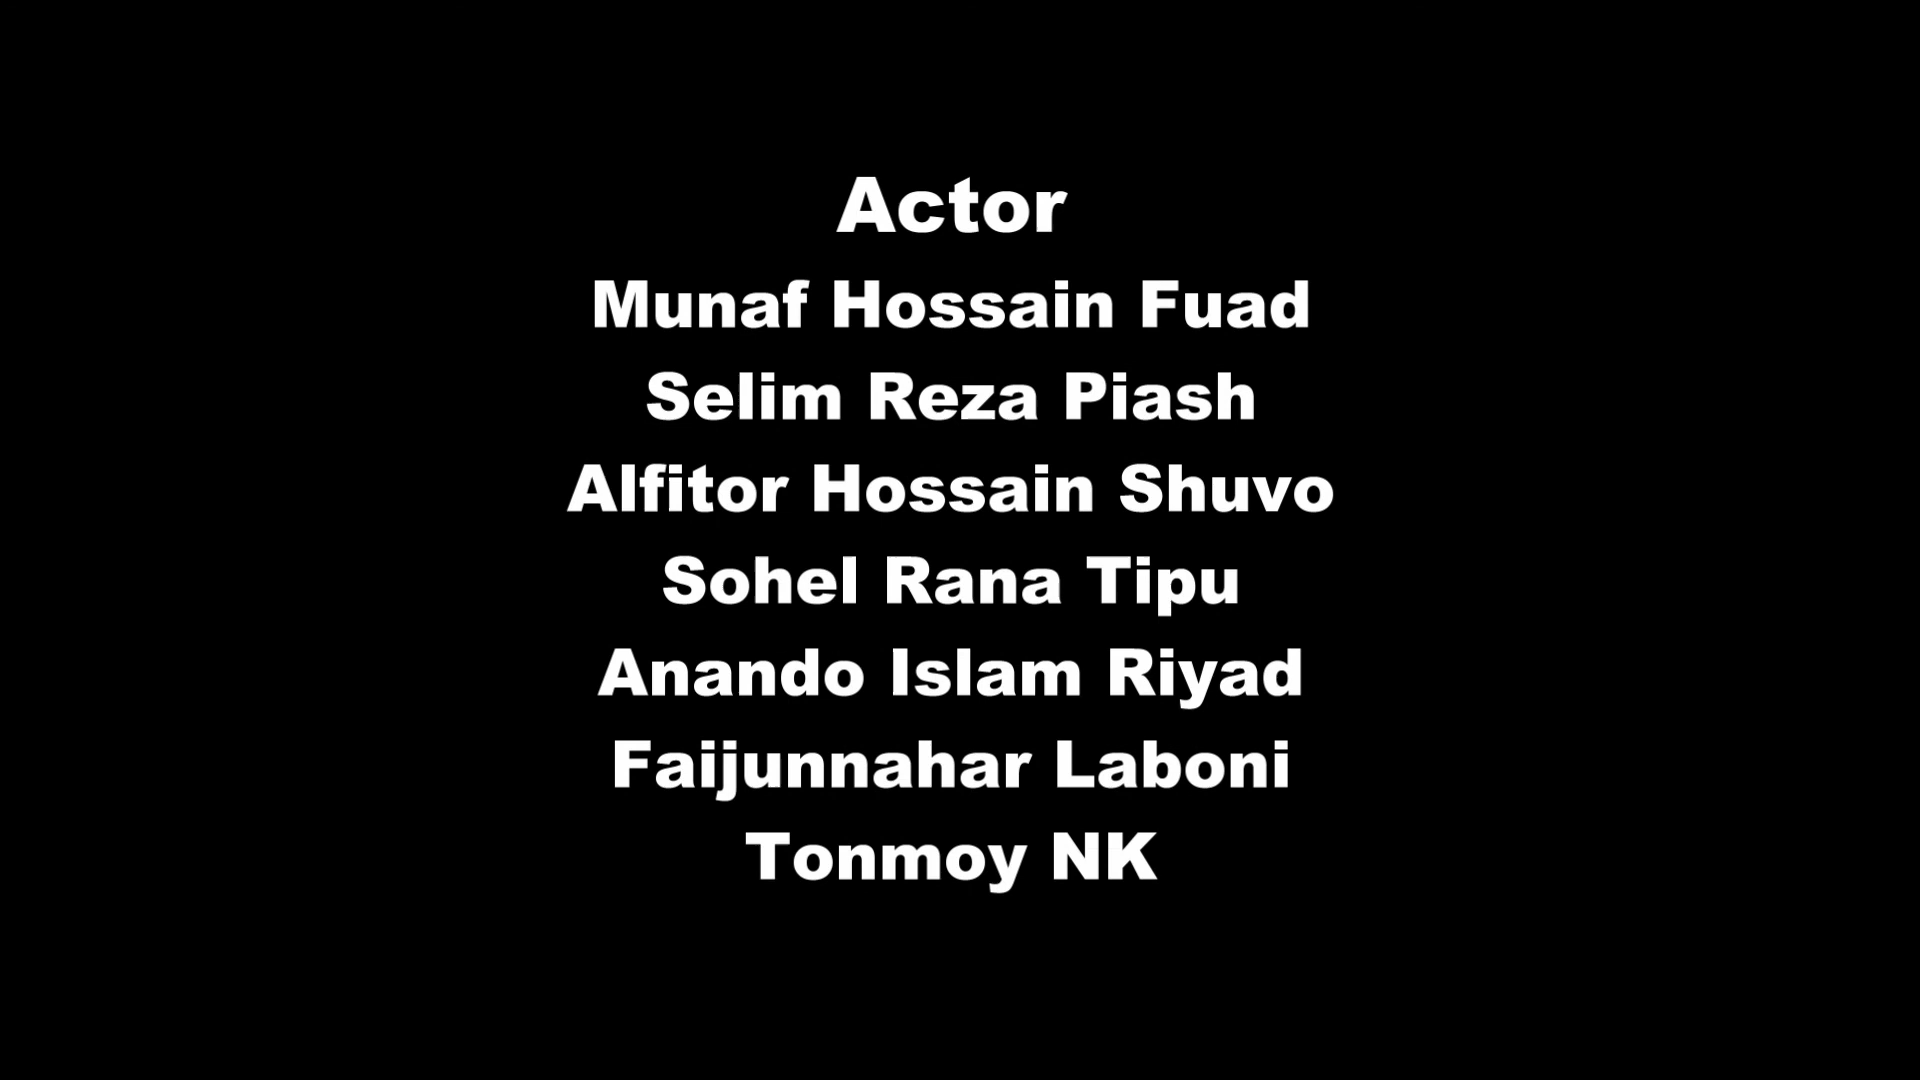 Actor
Munaf Hossain Fuad
Selim Reza Piash
Alfitor Hossain Shuvo
Sohel Rana Tipu
Anando Islam Riyad
Faijunnahar Laboni
Tonmoy NK